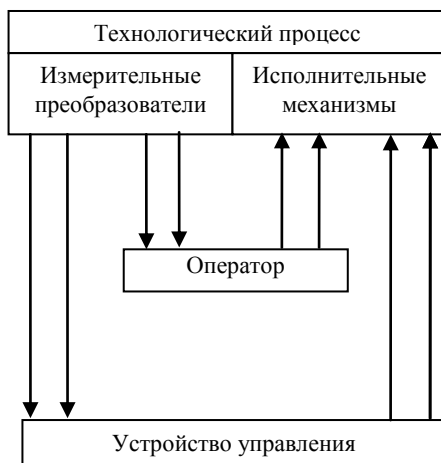 Технологический процесс
Измерительные
преобразователи
Исполнительные
механизмы
Оператор
Устройство управления